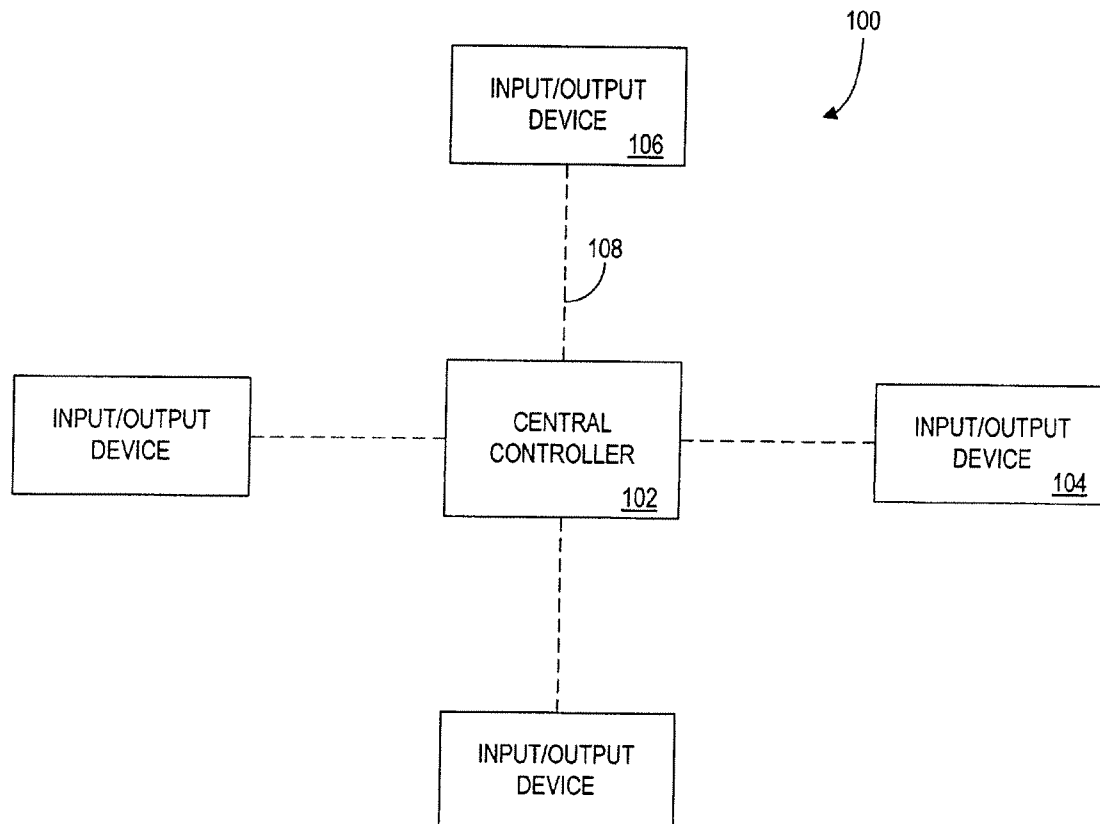 100
INPUT/OUTPUT
DEVICE
106
108
INPUT/OUTPUT
DEVICE
CENTRAL
CONTROLLER
102
INPUT/OUTPUT
DEVICE
104
INPUT/OUTPUT
DEVICE